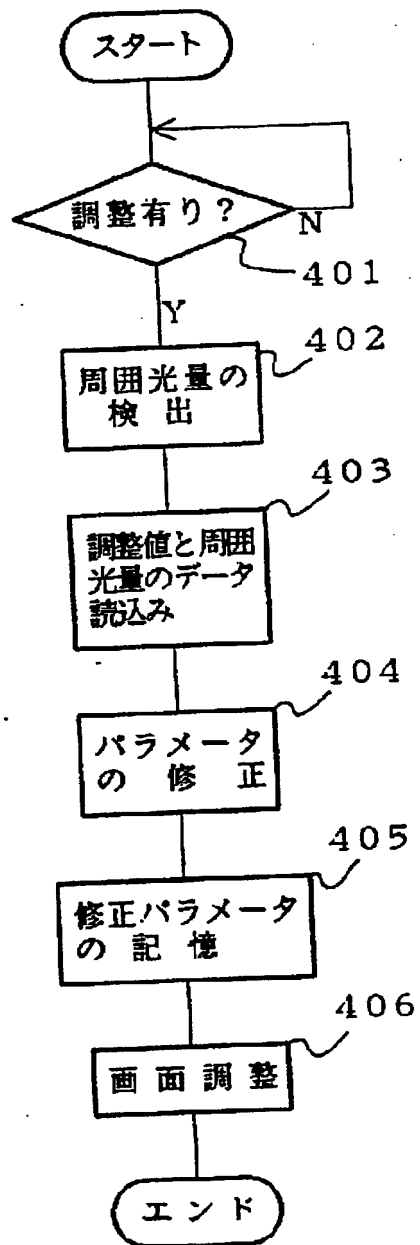 スタート
調整有り?
N
401
Y
402
周囲光量の
検出
403
調整値と周囲
光量のデータ
読込み
404
パラメータ
の修正
405
修正パラメータ
の記憶
406
画面調整
エンド